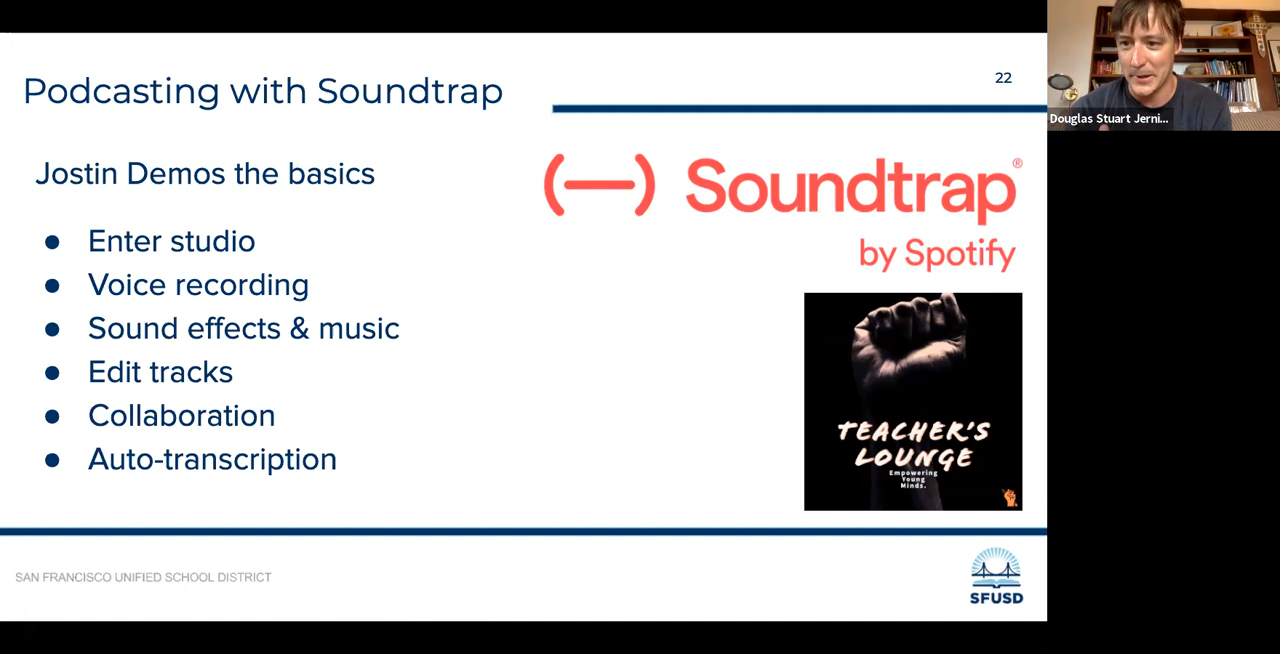 Podcasting with Soundtrap
22
Douglas Stuart Jerni...
Jostin Demos the basics
● Enter studio
● Voice recording
● Sound effects & music
● Edit tracks
● Collaboration
● Auto-transcription
Soundtrap®
by Spotify
TEACHER'S
LOUNGE
Empowering
Young
Minds.
SAN FRANCISCO UNIFIED SCHOOL DISTRICT
SFUSD